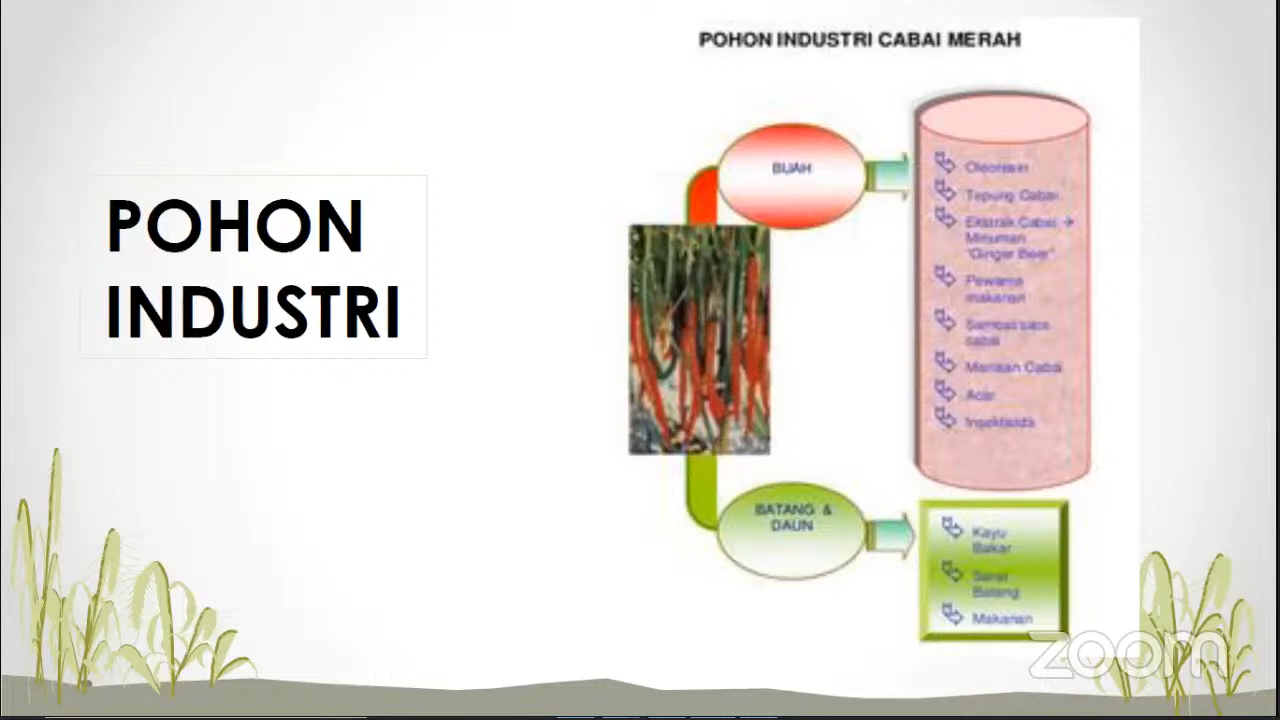 POHON
INDUSTRI
POHON INDUSTRI CABAI MERAH
BUAH
Oleoresin
Tepung Cabai
Ekstrak Cabai →
Minuman
"Ginger Beer"
Pewarna
makanan
Sambal/saos
cabai
Manisan Cabai
Acar
Insektisida
BATANG &
DAUN
Kayu
Bakar
Serat
Batang
Makanan
zoom